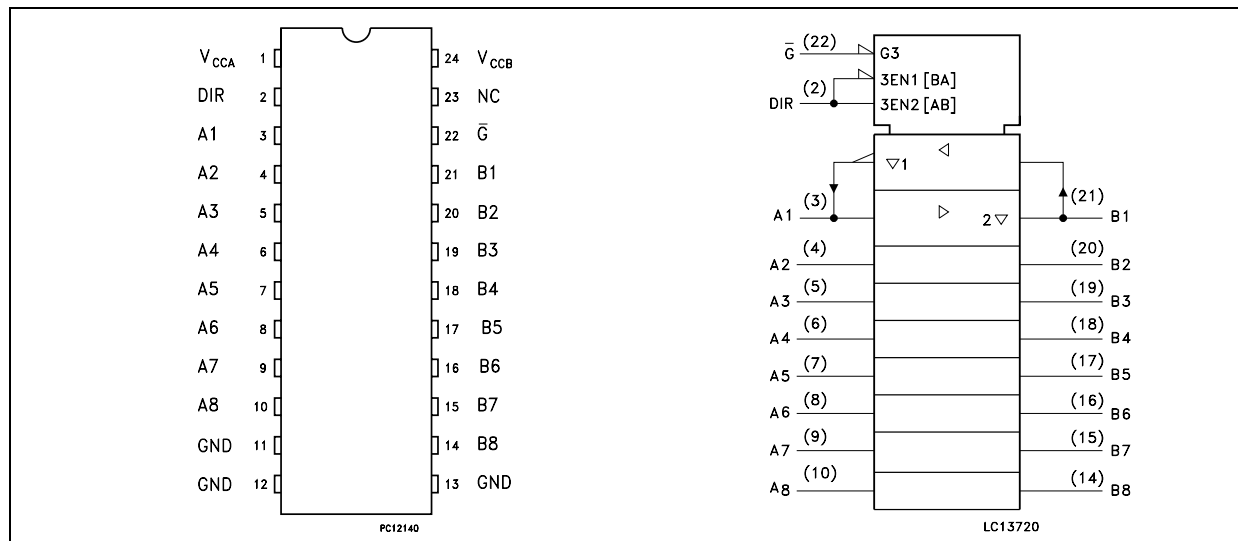 VCCA 1 24 VCCB
DIR 2 23 NC
A1 3 22 G̅
A2 4 21 B1
A3 5 20 B2
A4 6 19 B3
A5 7 18 B4
A6 8 17 B5
A7 9 16 B6
A8 10 15 B7
GND 11 14 B8
GND 12 13 GND
PC12140
G̅ (22) G3
3EN1 [BA]
DIR (2) 3EN2 [AB]
▽1 ◁
A1 (3) ▷ 2▽ (21) B1
A2 (4) (20) B2
A3 (5) (19) B3
A4 (6) (18) B4
A5 (7) (17) B5
A6 (8) (16) B6
A7 (9) (15) B7
A8 (10) (14) B8
LC13720